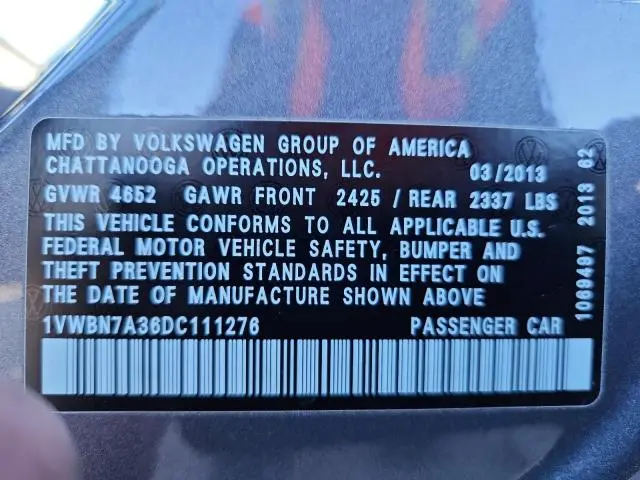 MFD BY VOLKSWAGEN GROUP OF AMERICA
CHATTANOOGA OPERATIONS, LLC. 03/2013
GVWR 4652 GAWR FRONT 2425 / REAR 2337 LBS
THIS VEHICLE CONFORMS TO ALL APPLICABLE U.S.
FEDERAL MOTOR VEHICLE SAFETY, BUMPER AND
THEFT PREVENTION STANDARDS IN EFFECT ON
THE DATE OF MANUFACTURE SHOWN ABOVE
1VWBN7A36DC111276 PASSENGER CAR
1069497 2013 G2